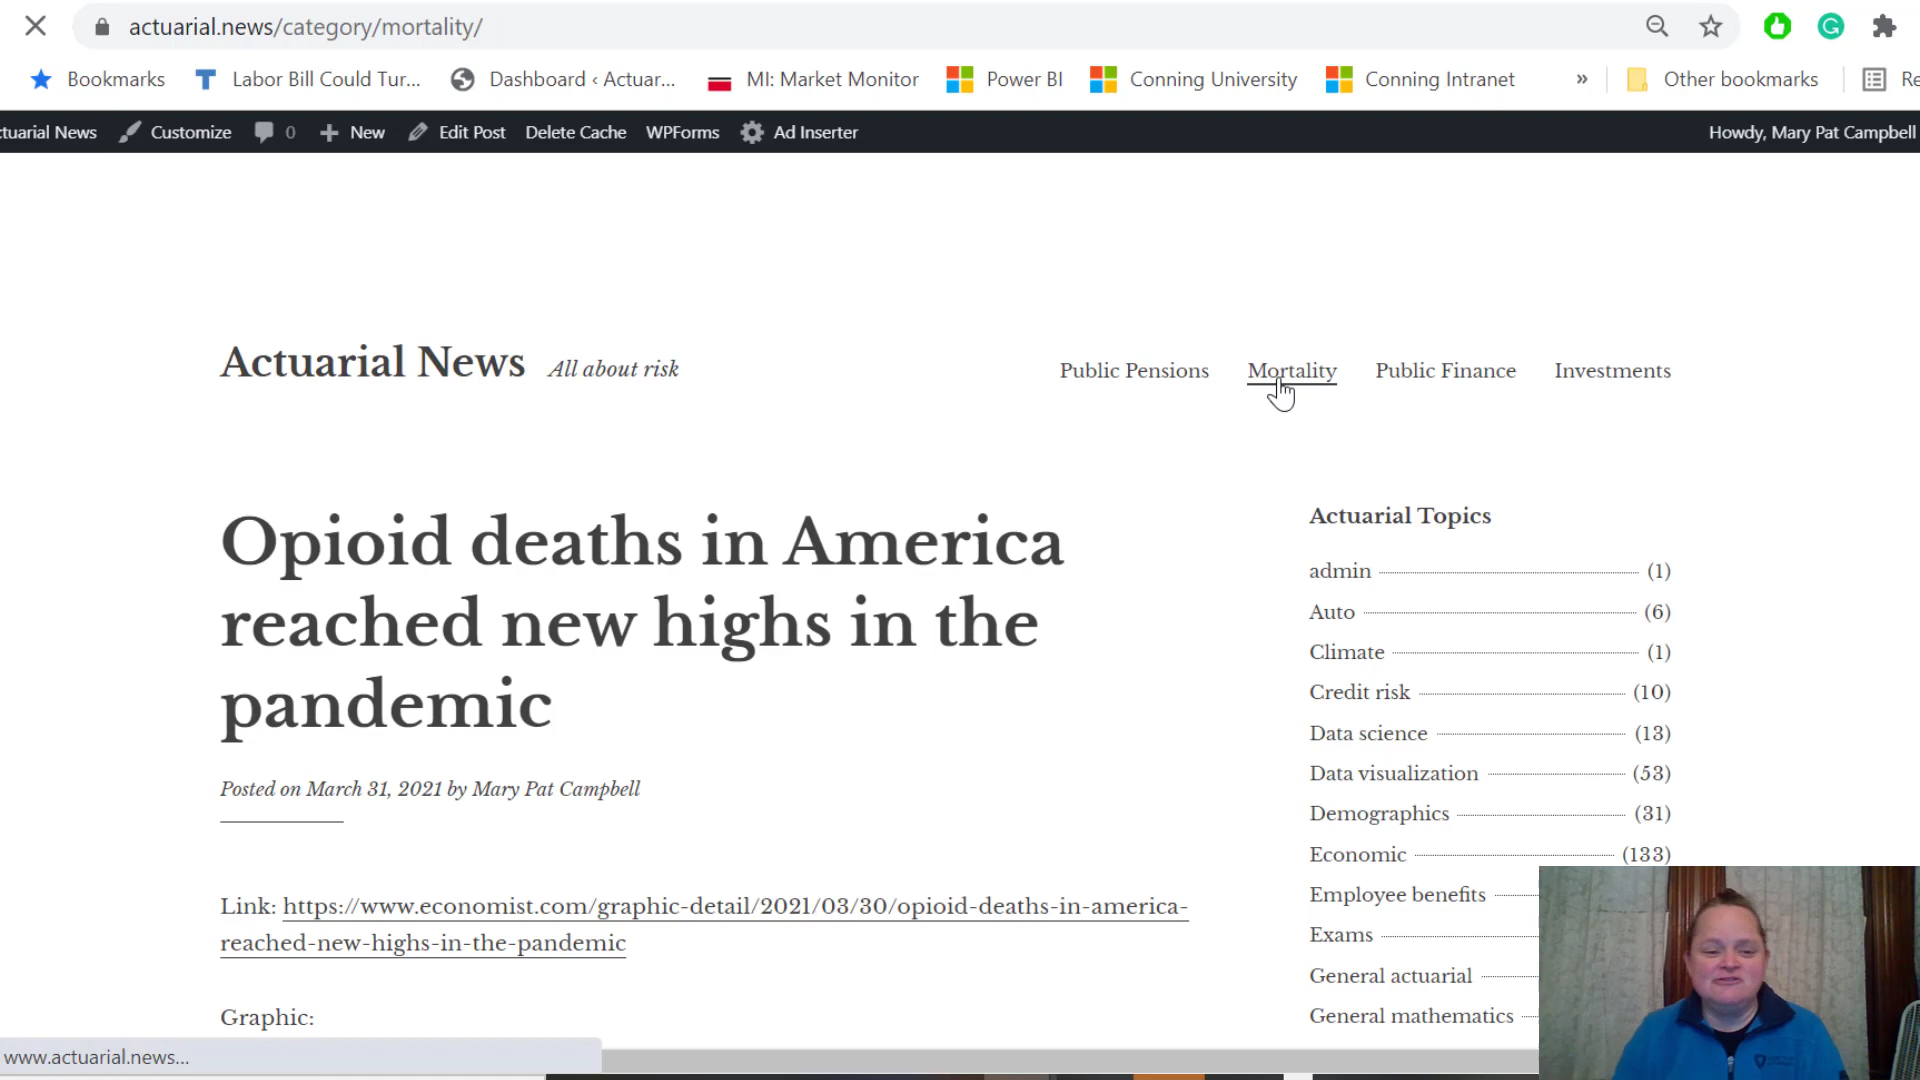 actuarial.news/category/mortality/
Bookmarks Labor Bill Could Tur... Dashboard ‹ Actuar... MI: Market Monitor Power BI Conning University Conning Intranet » Other bookmarks Re
ctuarial News Customize 0 New Edit Post Delete Cache WPForms Ad Inserter Howdy, Mary Pat Campbell
Actuarial News All about risk Public Pensions Mortality Public Finance Investments
Opioid deaths in America
reached new highs in the
pandemic
Posted on March 31, 2021 by Mary Pat Campbell
Link: https://www.economist.com/graphic-detail/2021/03/30/opioid-deaths-in-america-
reached-new-highs-in-the-pandemic
Graphic:
Actuarial Topics
admin (1)
Auto (6)
Climate (1)
Credit risk (10)
Data science (13)
Data visualization (53)
Demographics (31)
Economic (133)
Employee benefits
Exams
General actuarial
General mathematics
www.actuarial.news...